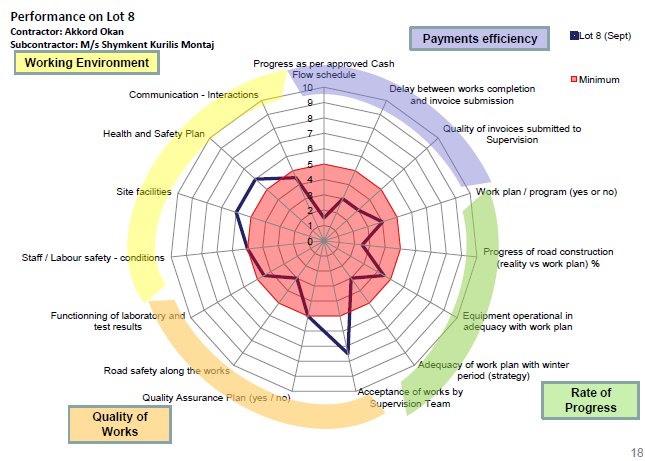 Performance on Lot 8
Contractor: Akkord Okan
Subcontractor: M/s Shymkent Kurilis Montaj
Working Environment
Payments efficiency
Lot 8 (Sept)
Minimum
Progress as per approved Cash
Flow schedule
Delay between works completion
and invoice submission
Quality of invoices submitted to
Supervision
Work plan / program (yes or no)
Progress of road construction
(reality vs work plan) %
Equipment operational in
adequacy with work plan
Adequacy of work plan with winter
period (strategy)
Acceptance of works by
Supervision Team
Quality Assurance Plan (yes / no)
Road safety along the works
Functionning of laboratory and
test results
Staff / Labour safety - conditions
Site facilities
Health and Safety Plan
Communication - Interactions
10
9
8
7
6
5
4
3
2
1
0
Quality of
Works
Rate of
Progress
18